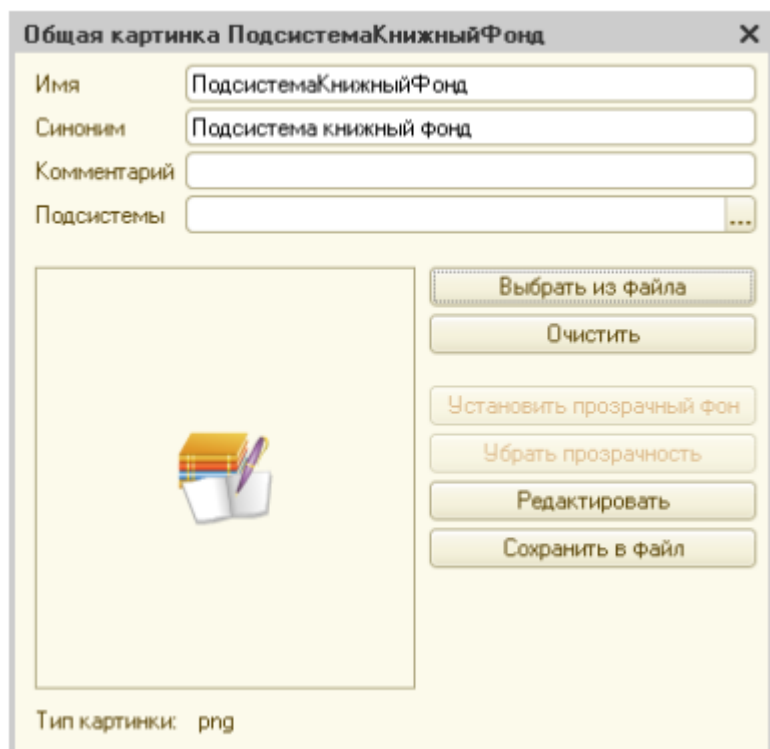 Общая картинка ПодсистемаКнижныйФонд
Имя ПодсистемаКнижныйФонд
Синоним Подсистема книжный фонд
Комментарий
Подсистемы ...
Выбрать из файла
Очистить
Установить прозрачный фон
Убрать прозрачность
Редактировать
Сохранить в файл
Тип картинки: png